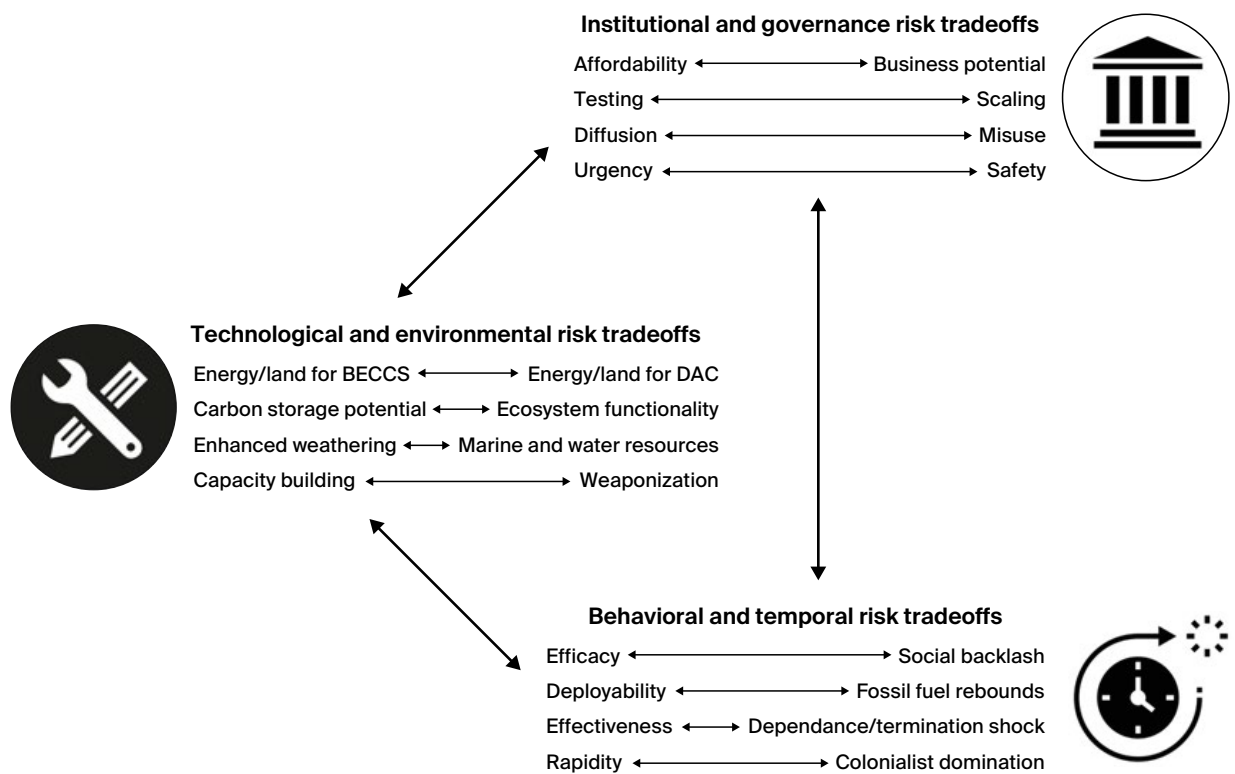 Institutional and governance risk tradeoffs
Affordability Business potential
Testing Scaling
Diffusion Misuse
Urgency Safety
Technological and environmental risk tradeoffs
Energy/land for BECCS Energy/land for DAC
Carbon storage potential Ecosystem functionality
Enhanced weathering Marine and water resources
Capacity building Weaponization
Behavioral and temporal risk tradeoffs
Efficacy Social backlash
Deployability Fossil fuel rebounds
Effectiveness Dependance/termination shock
Rapidity Colonialist domination